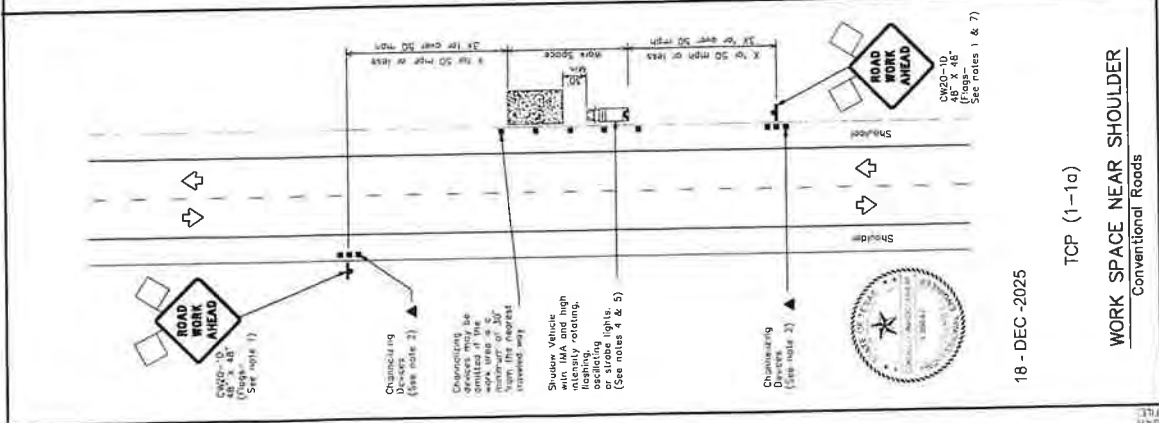 X for 50 mph or less
3X for over 50 mph
Work Space
30'
Min
X for 50 mph or less
3X for over 50 mph
ROAD
WORK
AHEAD
CW20-1D
48" X 48"
(Flags-
See note 1)
ROAD
WORK
AHEAD
CW20-1D
48" X 48"
(Flags-
See notes 1 & 7)
Shoulder
Shoulder
Channelizing
Devices
(See note 2)
Channelizing
devices may be
omitted if the
work area is a
minimum of 30'
from the nearest
traveled way
Shadow Vehicle
with TMA and high
intensity rotating,
flashing,
oscillating
or strobe lights.
(See notes 4 & 5)
Channelizing
Devices
(See note 2)
18-DEC-2025
TCP (1-1a)
WORK SPACE NEAR SHOULDER
Conventional Roads
FILE: